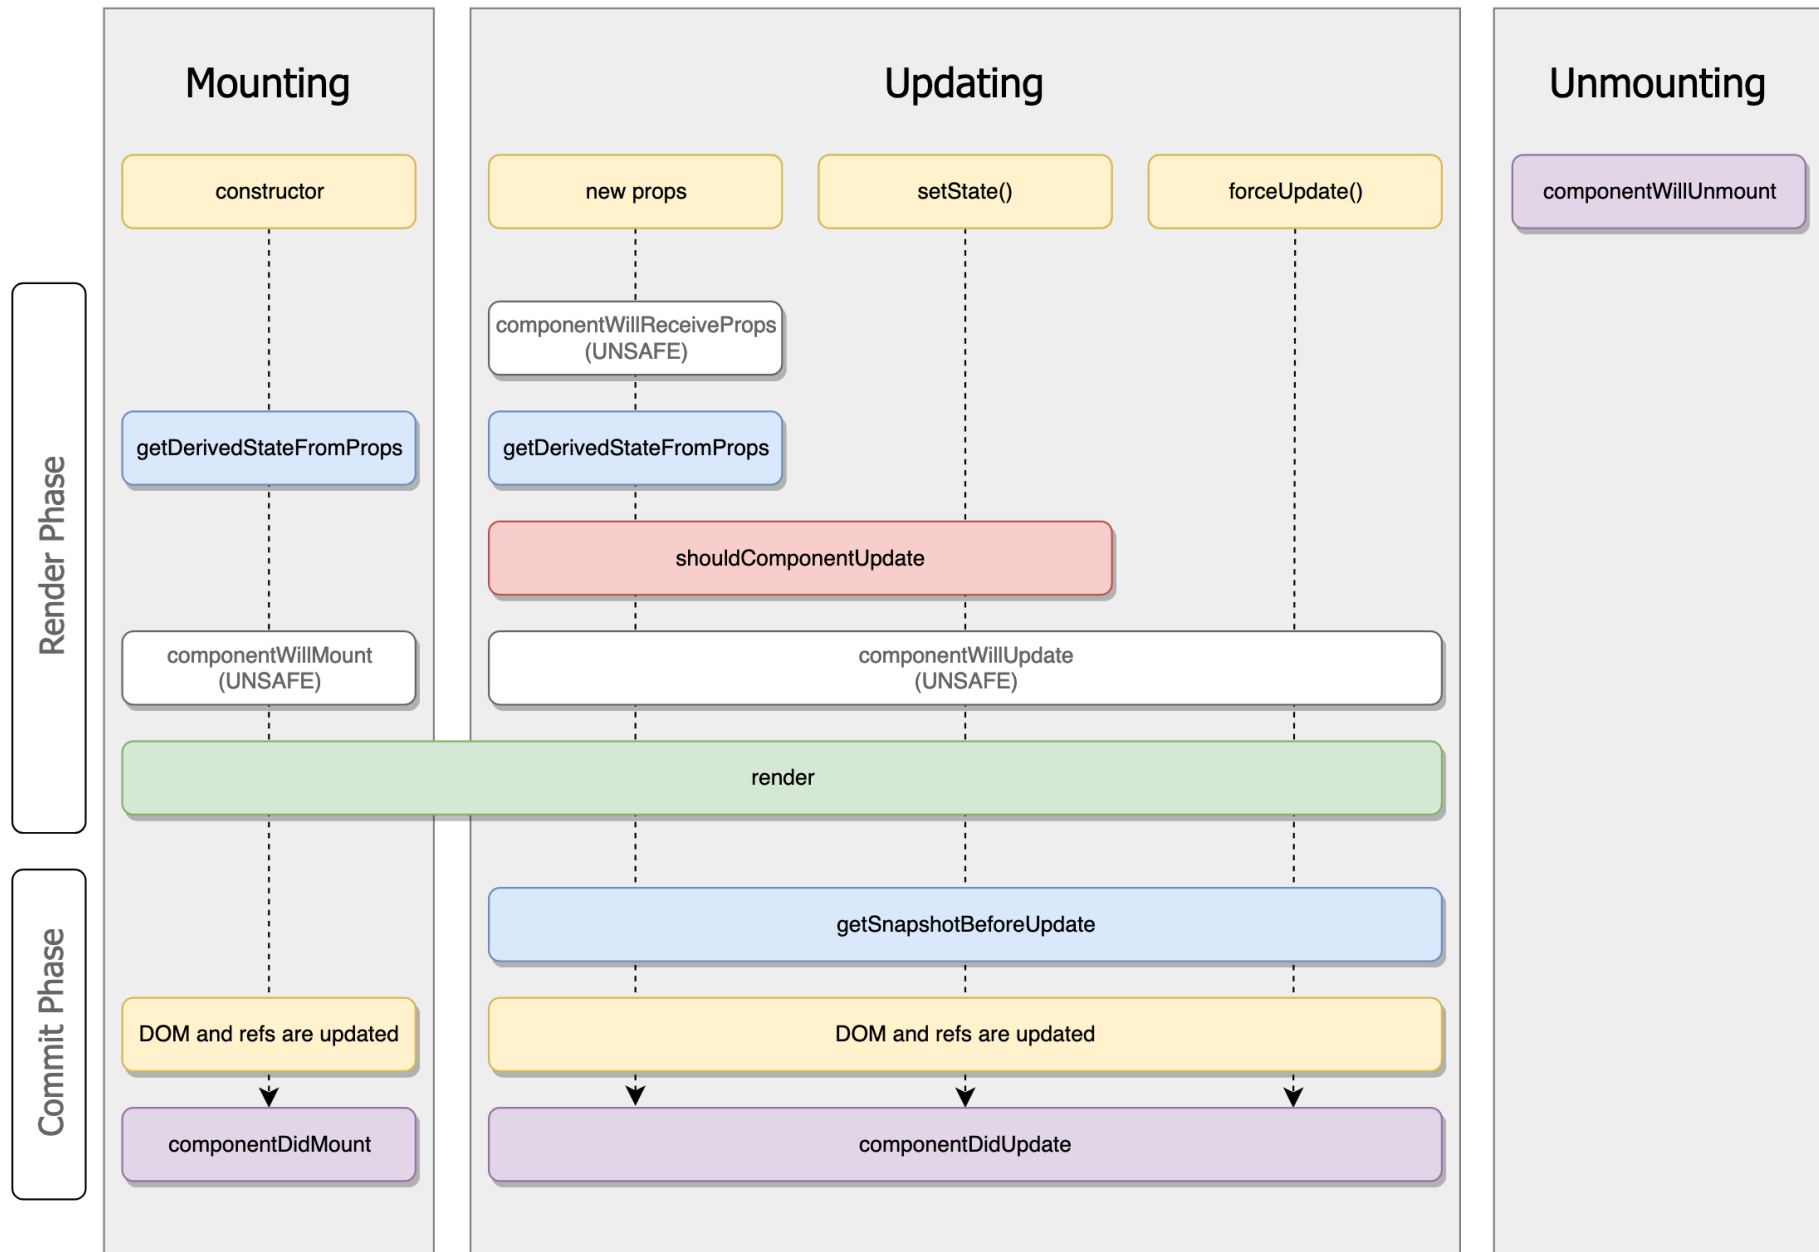 Mounting
Updating
Unmounting
constructor
new props
setState()
forceUpdate()
componentWillUnmount
Render Phase
componentWillReceiveProps
(UNSAFE)
getDerivedStateFromProps
getDerivedStateFromProps
shouldComponentUpdate
componentWillMount
(UNSAFE)
componentWillUpdate
(UNSAFE)
render
Commit Phase
getSnapshotBeforeUpdate
DOM and refs are updated
DOM and refs are updated
componentDidMount
componentDidUpdate